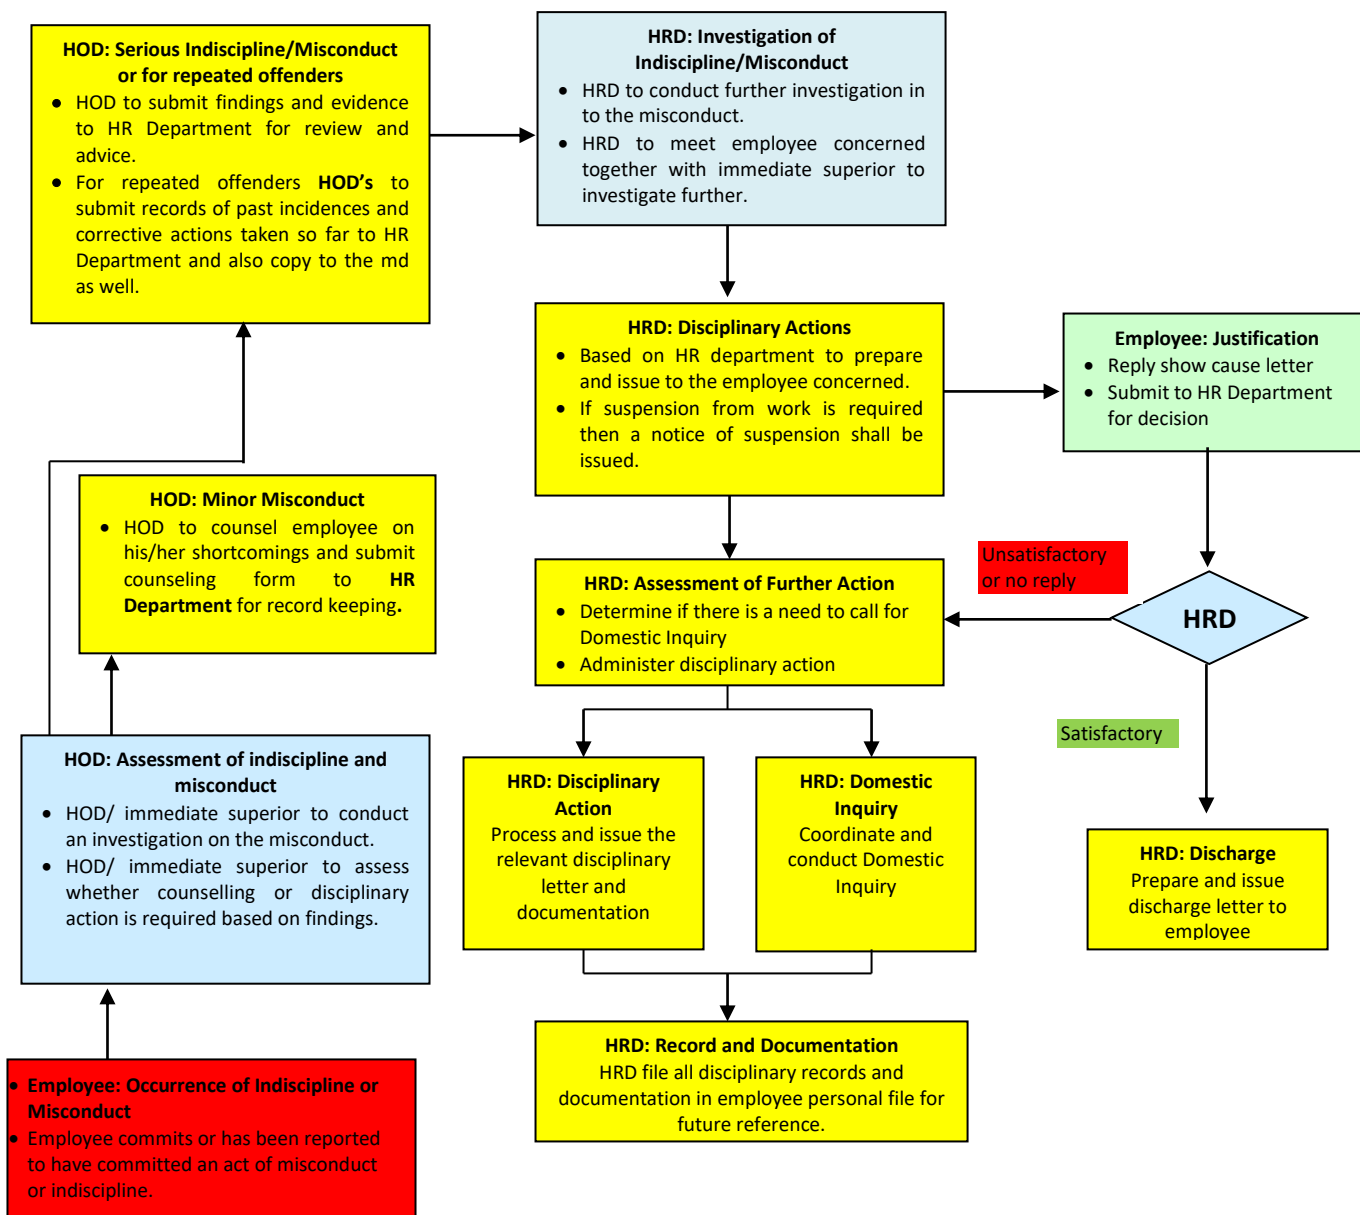 HOD: Serious Indiscipline/Misconduct
or for repeated offenders
• HOD to submit findings and evidence
to HR Department for review and
advice.
• For repeated offenders HOD's to
submit records of past incidences and
corrective actions taken so far to HR
Department and also copy to the md
as well.
HRD: Investigation of
Indiscipline/Misconduct
• HRD to conduct further investigation in
to the misconduct.
• HRD to meet employee concerned
together with immediate superior to
investigate further.
HRD: Disciplinary Actions
• Based on HR department to prepare
and issue to the employee concerned.
• If suspension from work is required
then a notice of suspension shall be
issued.
Employee: Justification
• Reply show cause letter
• Submit to HR Department
for decision
HOD: Minor Misconduct
• HOD to counsel employee on
his/her shortcomings and submit
counseling form to HR
Department for record keeping.
Unsatisfactory
or no reply
HRD: Assessment of Further Action
• Determine if there is a need to call for
Domestic Inquiry
• Administer disciplinary action
HRD
Satisfactory
HOD: Assessment of indiscipline and
misconduct
• HOD/ immediate superior to conduct
an investigation on the misconduct.
• HOD/ immediate superior to assess
whether counselling or disciplinary
action is required based on findings.
HRD: Disciplinary
Action
Process and issue the
relevant disciplinary
letter and
documentation
HRD: Domestic
Inquiry
Coordinate and
conduct Domestic
Inquiry
HRD: Discharge
Prepare and issue
discharge letter to
employee
HRD: Record and Documentation
HRD file all disciplinary records and
documentation in employee personal file for
future reference.
• Employee: Occurrence of Indiscipline or
Misconduct
• Employee commits or has been reported
to have committed an act of misconduct
or indiscipline.